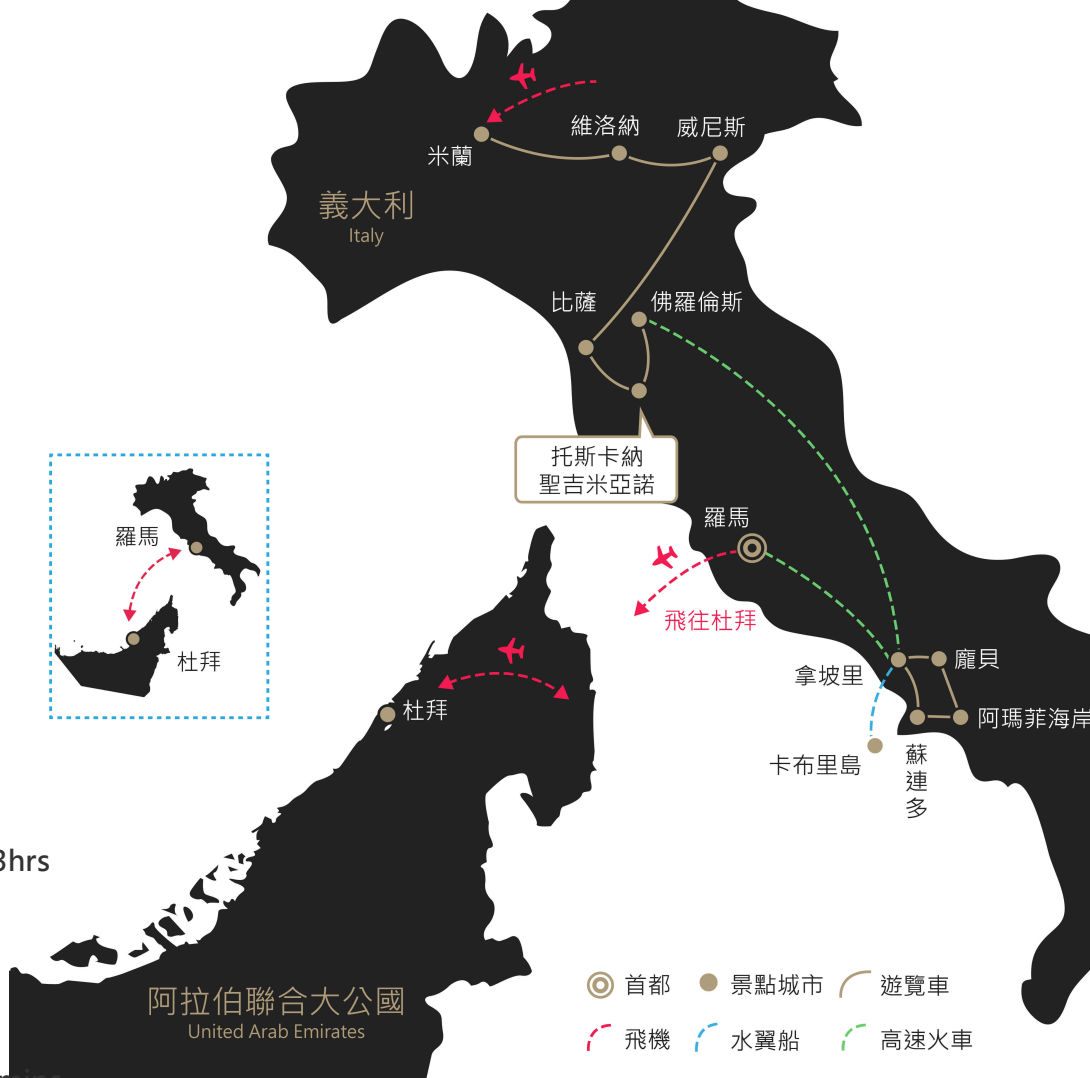 維洛納
威尼斯
米蘭
義大利
Italy
比薩
佛羅倫斯
托斯卡納
聖吉米亞諾
羅馬
飛往杜拜
羅馬
杜拜
拿坡里
龐貝
阿瑪菲海岸
卡布里島
蘇連多
杜拜
3hrs
阿拉伯聯合大公國
United Arab Emirates
首都
景點城市
遊覽車
飛機
水翼船
高速火車